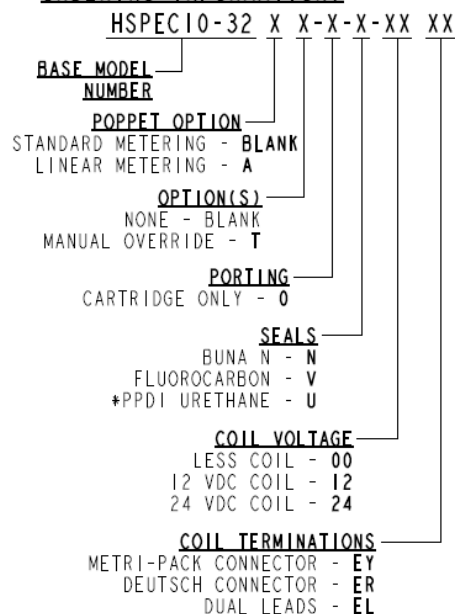 HSPEC10-32 X X-X-X-XX XX
BASE MODEL
NUMBER
POPPET OPTION
STANDARD METERING - BLANK
LINEAR METERING - A
OPTION(S)
NONE - BLANK
MANUAL OVERRIDE - T
PORTING
CARTRIDGE ONLY - 0
SEALS
BUNA N - N
FLUOROCARBON - V
*PPDI URETHANE - U
COIL VOLTAGE
LESS COIL - 00
12 VDC COIL - 12
24 VDC COIL - 24
COIL TERMINATIONS
METRI-PACK CONNECTOR - EY
DEUTSCH CONNECTOR - ER
DUAL LEADS - EL